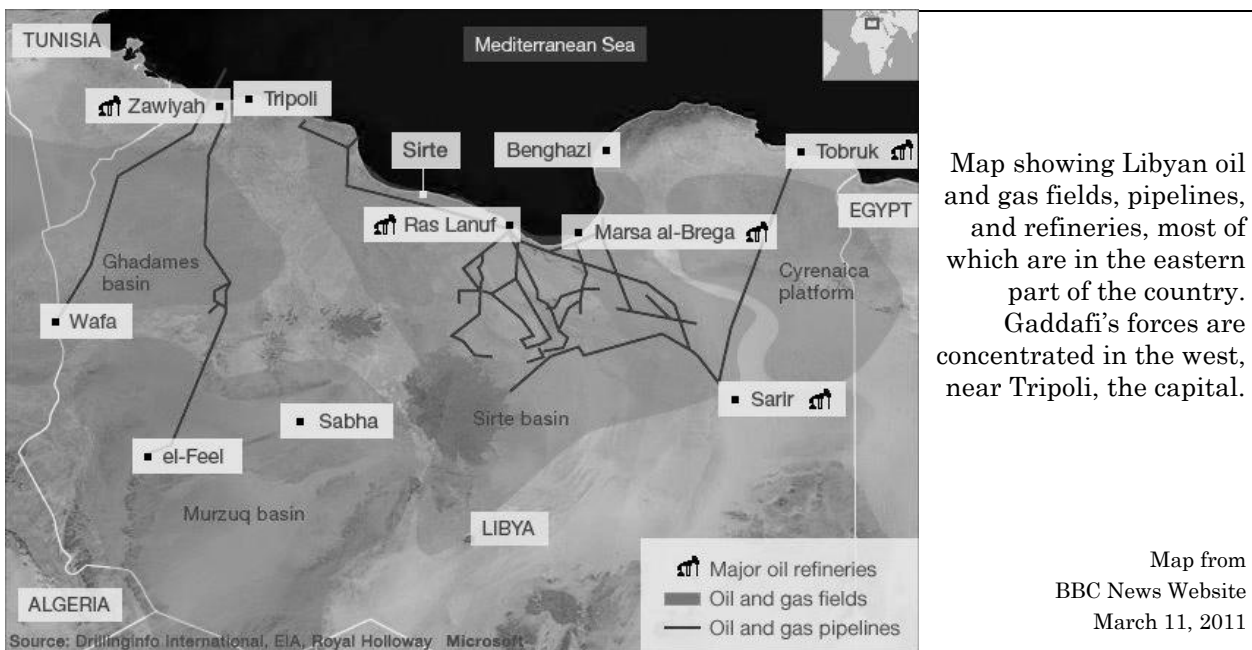 TUNISIA
Mediterranean Sea
Zawiyah
Tripoli
Sirte
Benghazi
Tobruk
Ras Lanuf
Marsa al-Brega
EGYPT
Ghadames
basin
Cyrenaica
platform
Wafa
Sarir
Sabha
Sirte basin
el-Feel
Murzuq basin
LIBYA
ALGERIA
Major oil refineries
Oil and gas fields
Oil and gas pipelines
Source: Drillinginfo International, EIA, Royal Holloway Microsoft
Map showing Libyan oil
and gas fields, pipelines,
and refineries, most of
which are in the eastern
part of the country.
Gaddafi’s forces are
concentrated in the west,
near Tripoli, the capital.
Map from
BBC News Website
March 11, 2011